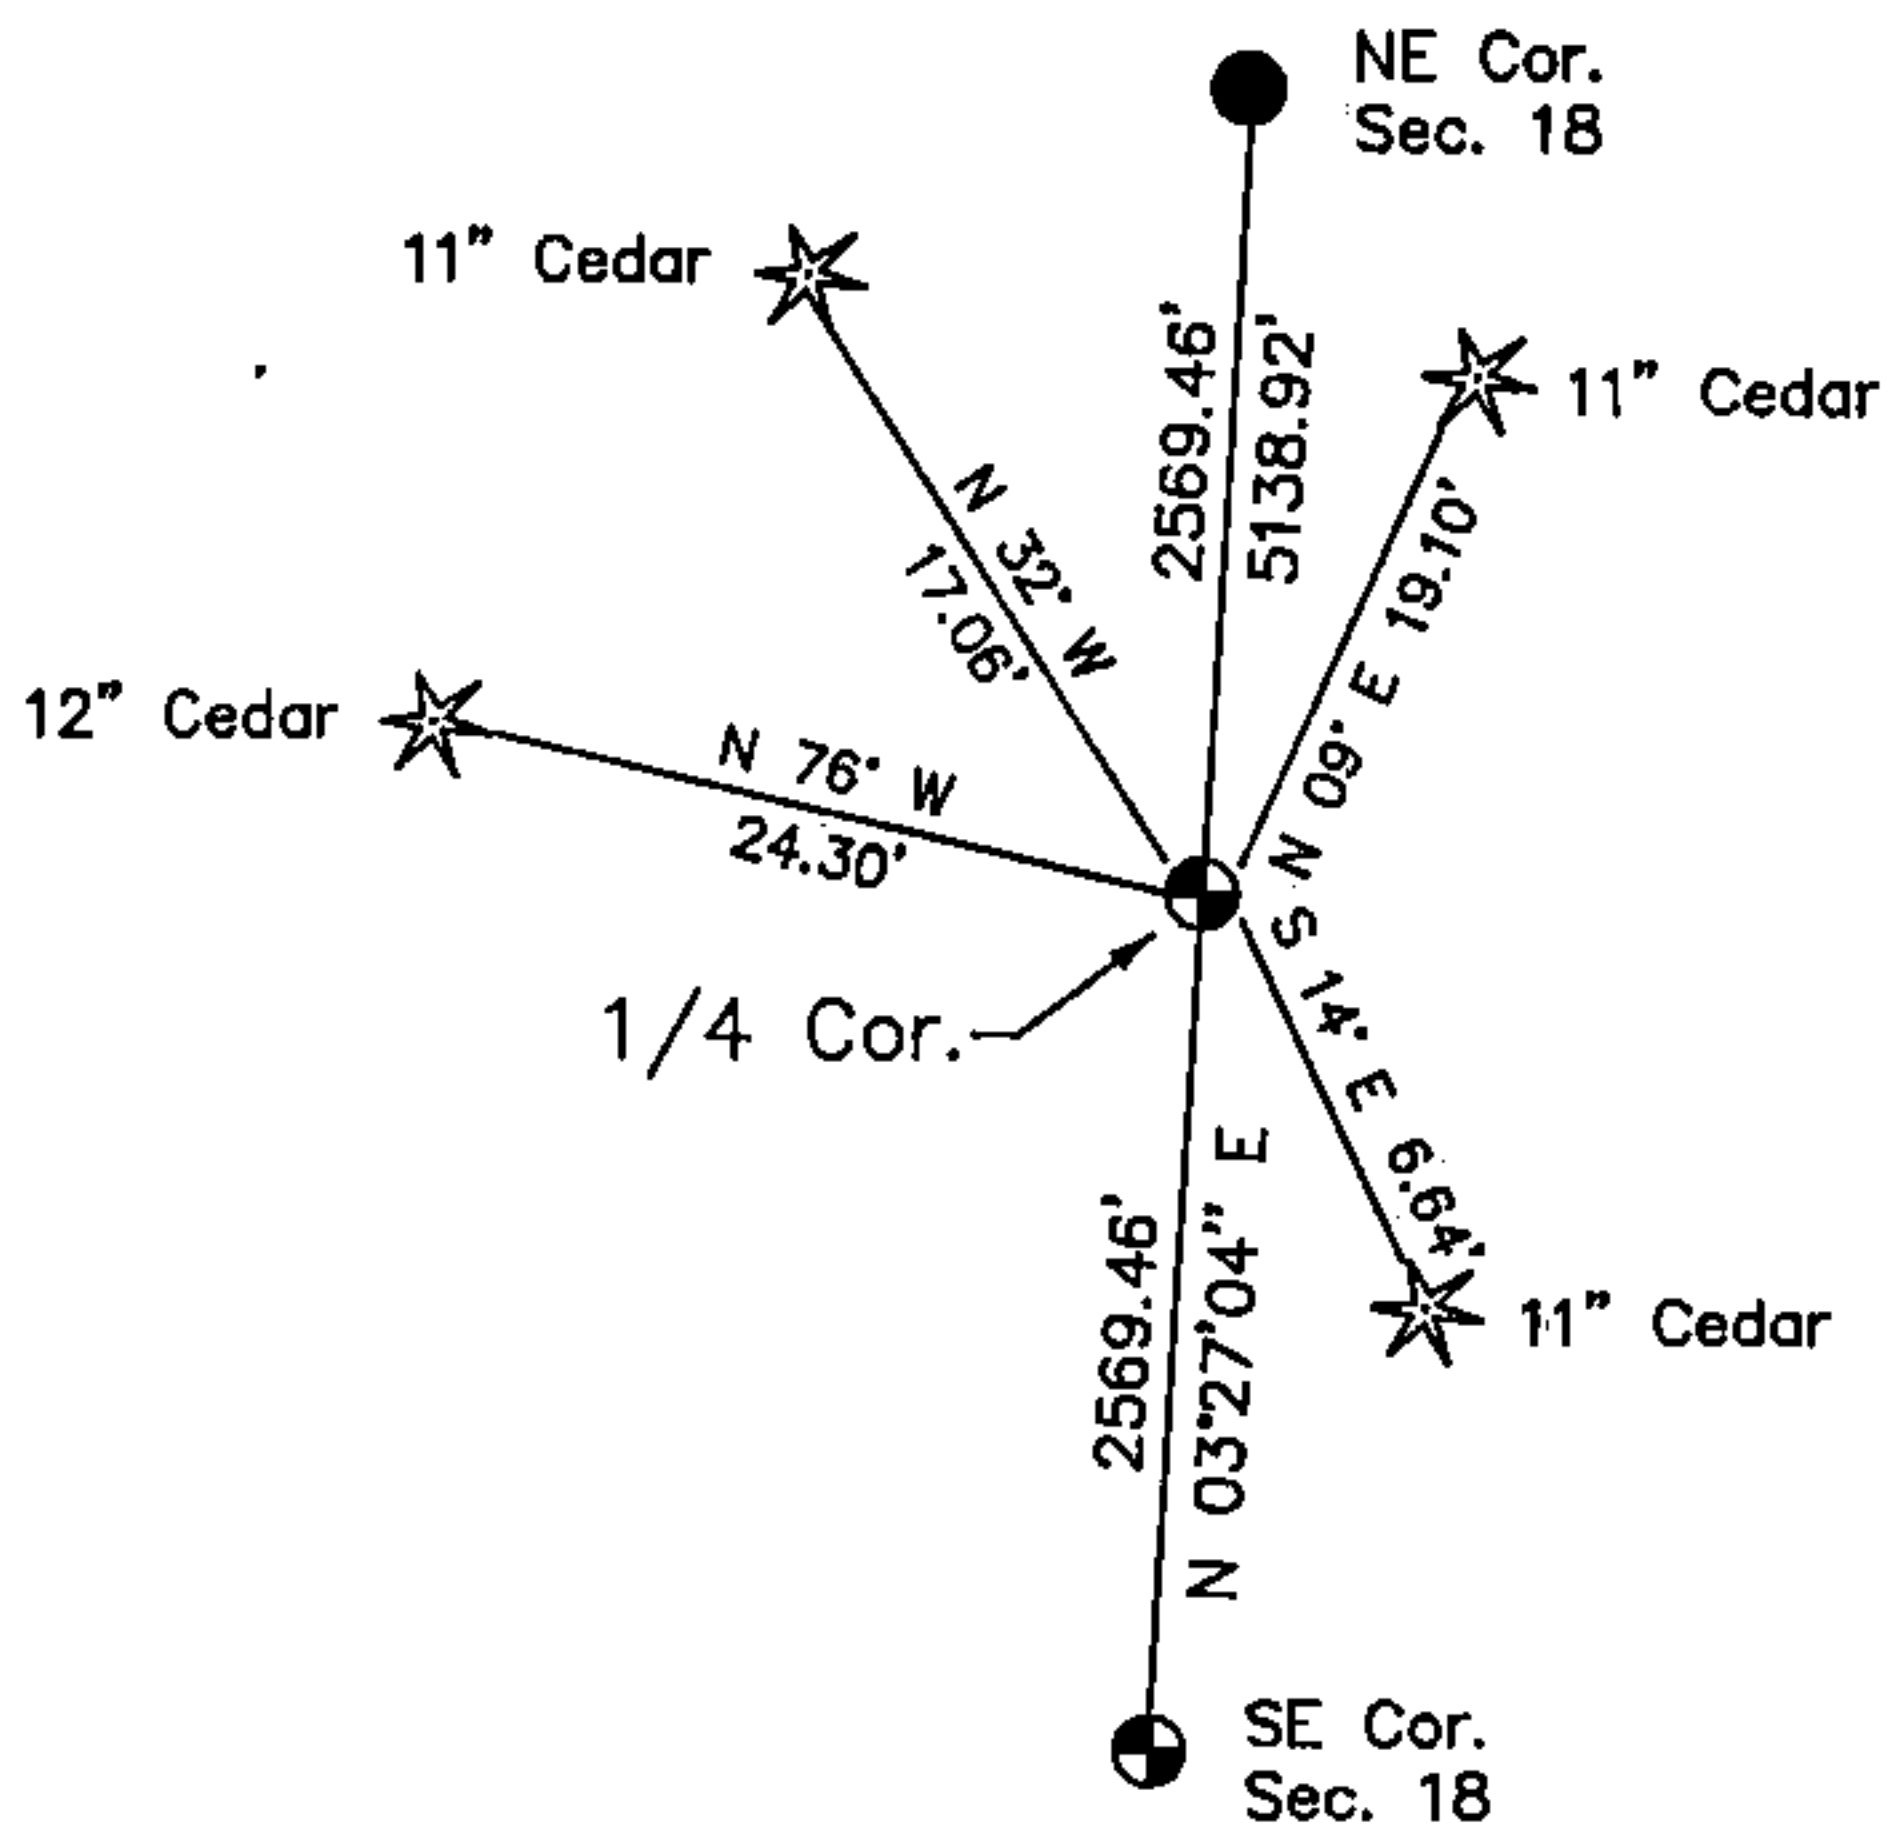 NE Cor.
Sec. 18
11" Cedar
11" Cedar
2569.46'
5138.92'
N 32° W
17.06'
N 09° E 19.10'
12" Cedar
N 76° W
24.30'
1/4 Cor.
S 14° E 6.64'
11" Cedar
2569.46'
N 03°27'04" E
SE Cor.
Sec. 18